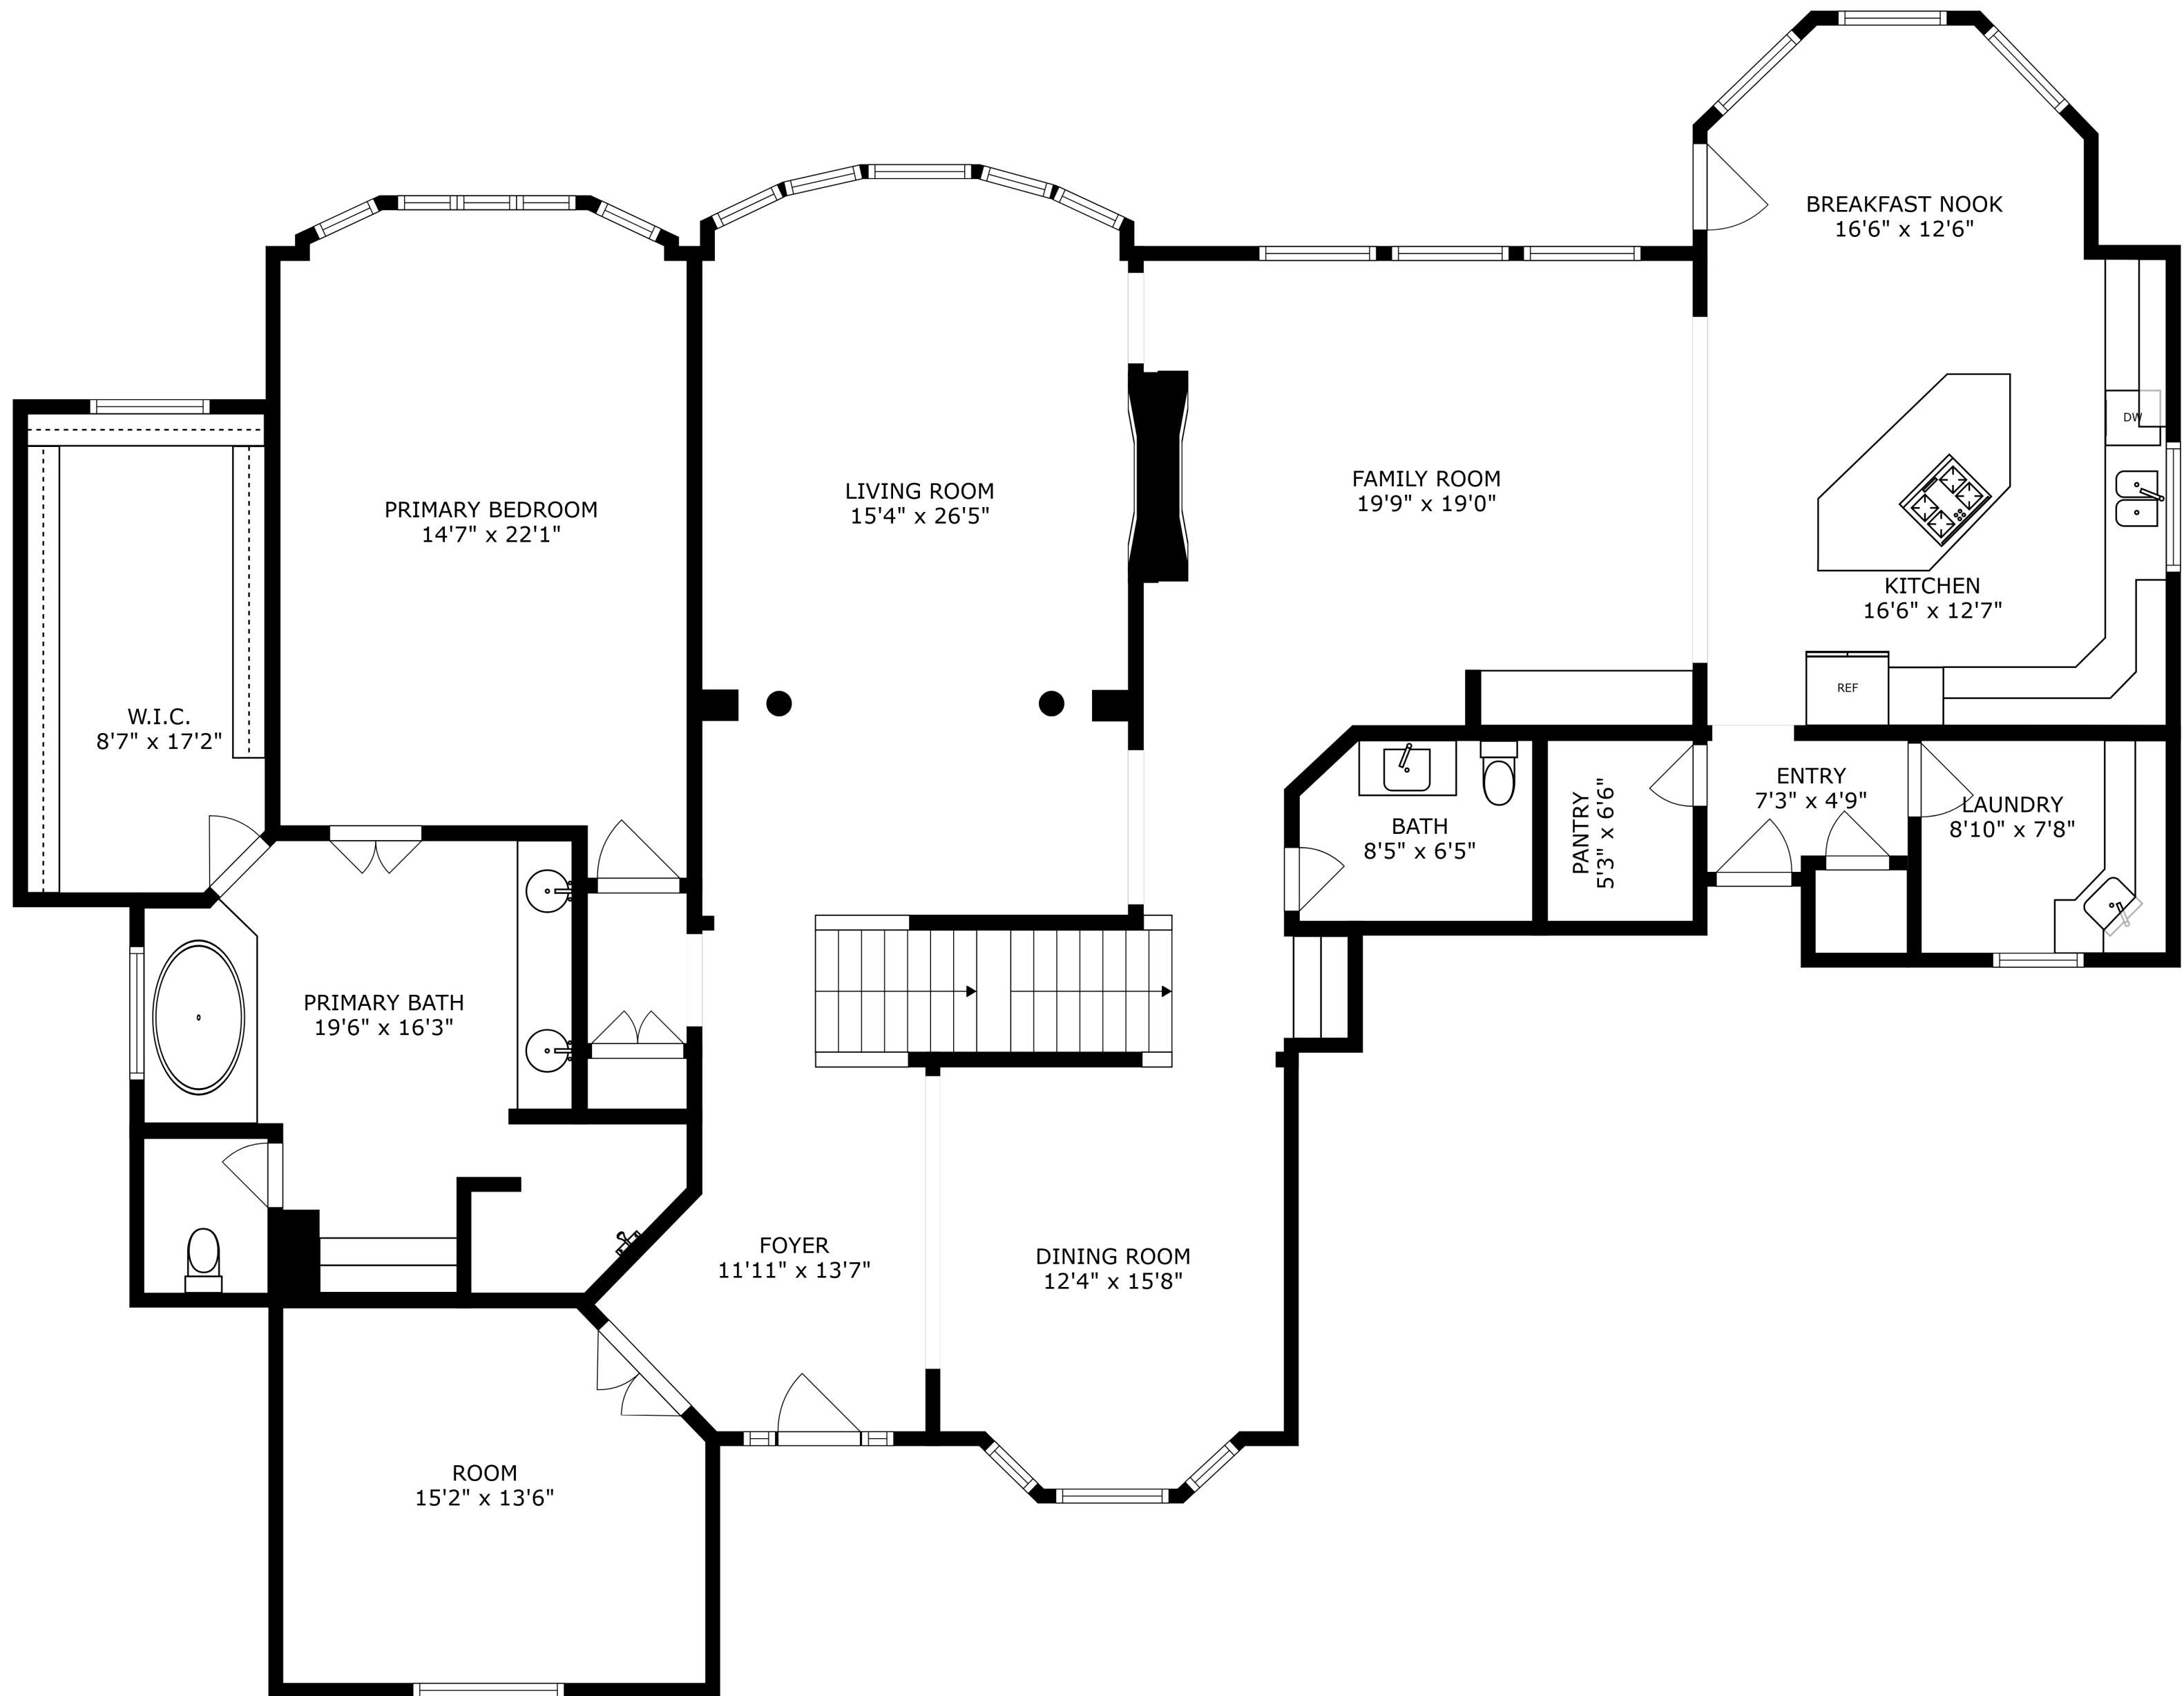 BREAKFAST NOOK
16'6" x 12'6"
DW
FAMILY ROOM
19'9" x 19'0"
LIVING ROOM
15'4" x 26'5"
PRIMARY BEDROOM
14'7" x 22'1"
KITCHEN
16'6" x 12'7"
REF
W.I.C.
8'7" x 17'2"
ENTRY
7'3" x 4'9"
LAUNDRY
8'10" x 7'8"
BATH
8'5" x 6'5"
PANTRY
5'3" x 6'6"
PRIMARY BATH
19'6" x 16'3"
FOYER
11'11" x 13'7"
DINING ROOM
12'4" x 15'8"
ROOM
15'2" x 13'6"